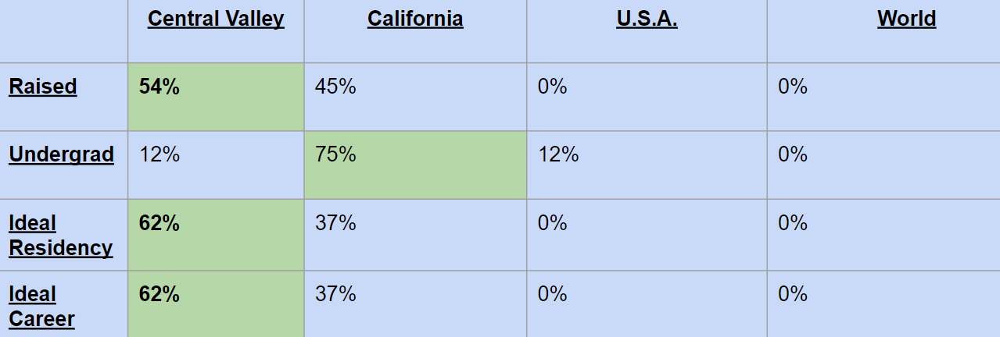 Central Valley California U.S.A. World
Raised 54% 45% 0% 0%
Undergrad 12% 75% 12% 0%
Ideal 62% 37% 0% 0%
Residency
Ideal 62% 37% 0% 0%
Career